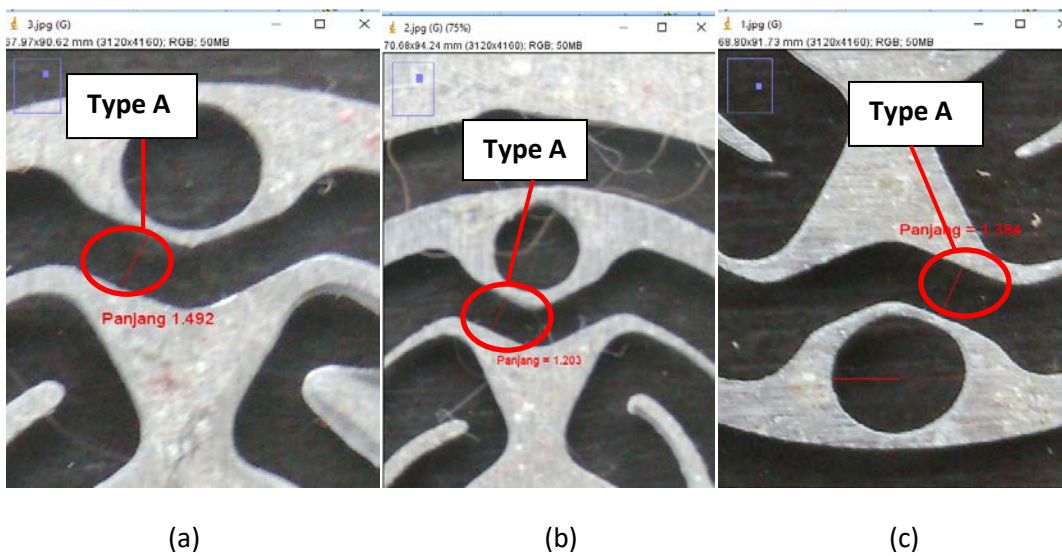 3.jpg (G)
67.97x90.62 mm (3120x4160); RGB; 50MB
Type A
Panjang 1.492
2.jpg (G) (75%)
70.68x94.24 mm (3120x4160); RGB; 50MB
Type A
Panjang = 1.203
1.jpg (G)
68.80x91.73 mm (3120x4160); RGB; 50MB
Type A
Panjang = 1.384
(a)
(b)
(c)